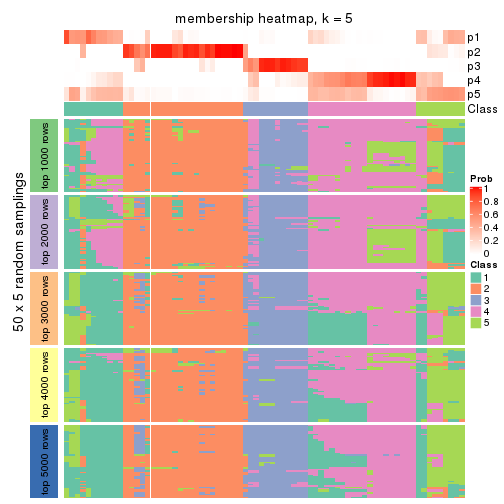 membership heatmap, k = 5
p1
p2
p3
p4
p5
Class
50 x 5 random samplings
top 1000 rows
top 2000 rows
top 3000 rows
top 4000 rows
top 5000 rows
Prob
1
0.8
0.6
0.4
0.2
0
Class
1
2
3
4
5